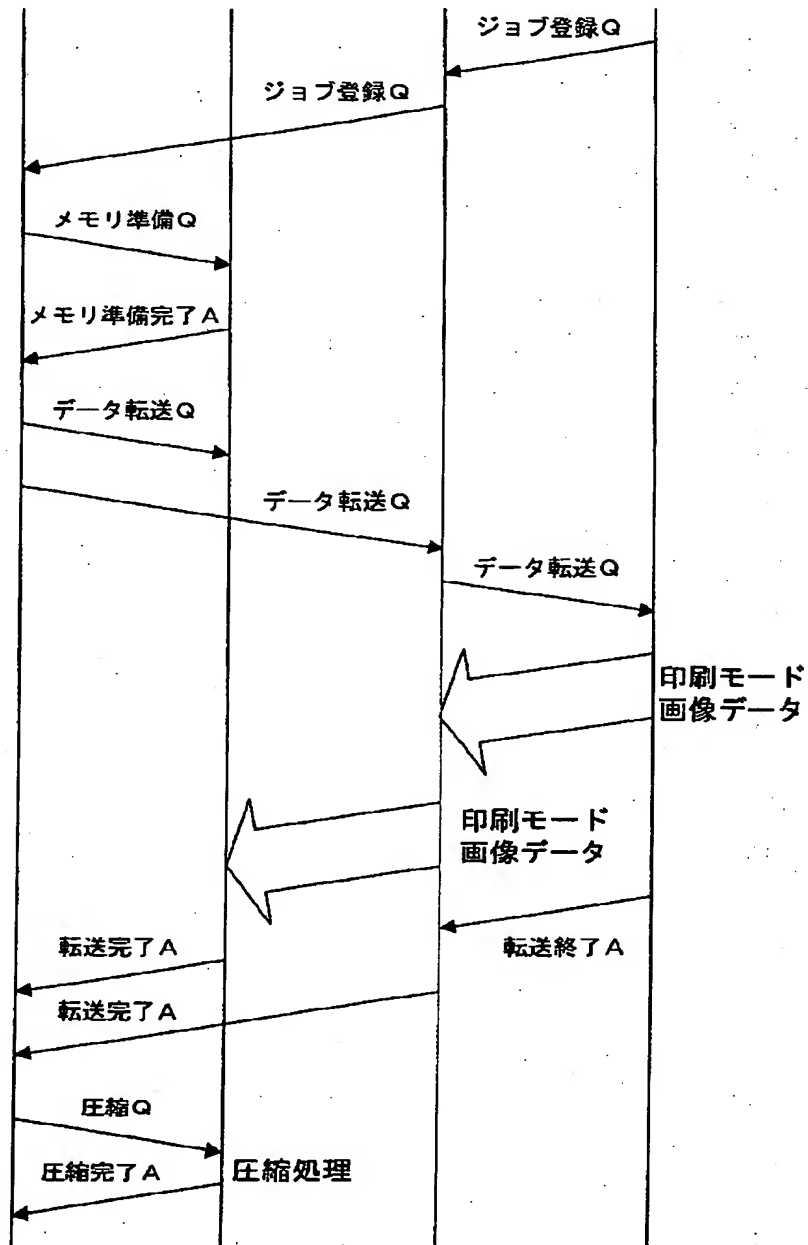 ジョブ登録Q
ジョブ登録Q
メモリ準備Q
メモリ準備完了A
データ転送Q
データ転送Q
データ転送Q
印刷モード
画像データ
印刷モード
画像データ
転送完了A
転送終了A
転送完了A
圧縮Q
圧縮完了A
圧縮処理